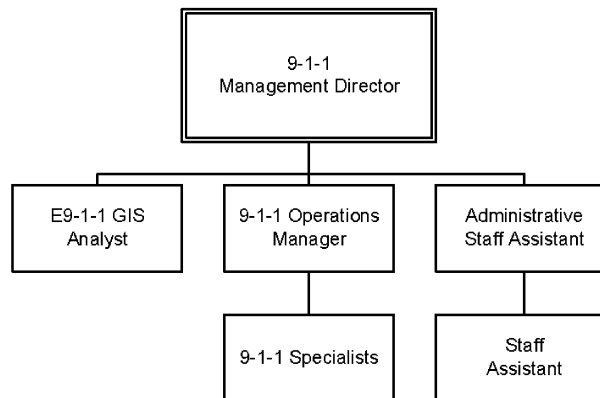 9-1-1
Management Director
E9-1-1 GIS
Analyst
9-1-1 Operations
Manager
Administrative
Staff Assistant
9-1-1 Specialists
Staff
Assistant